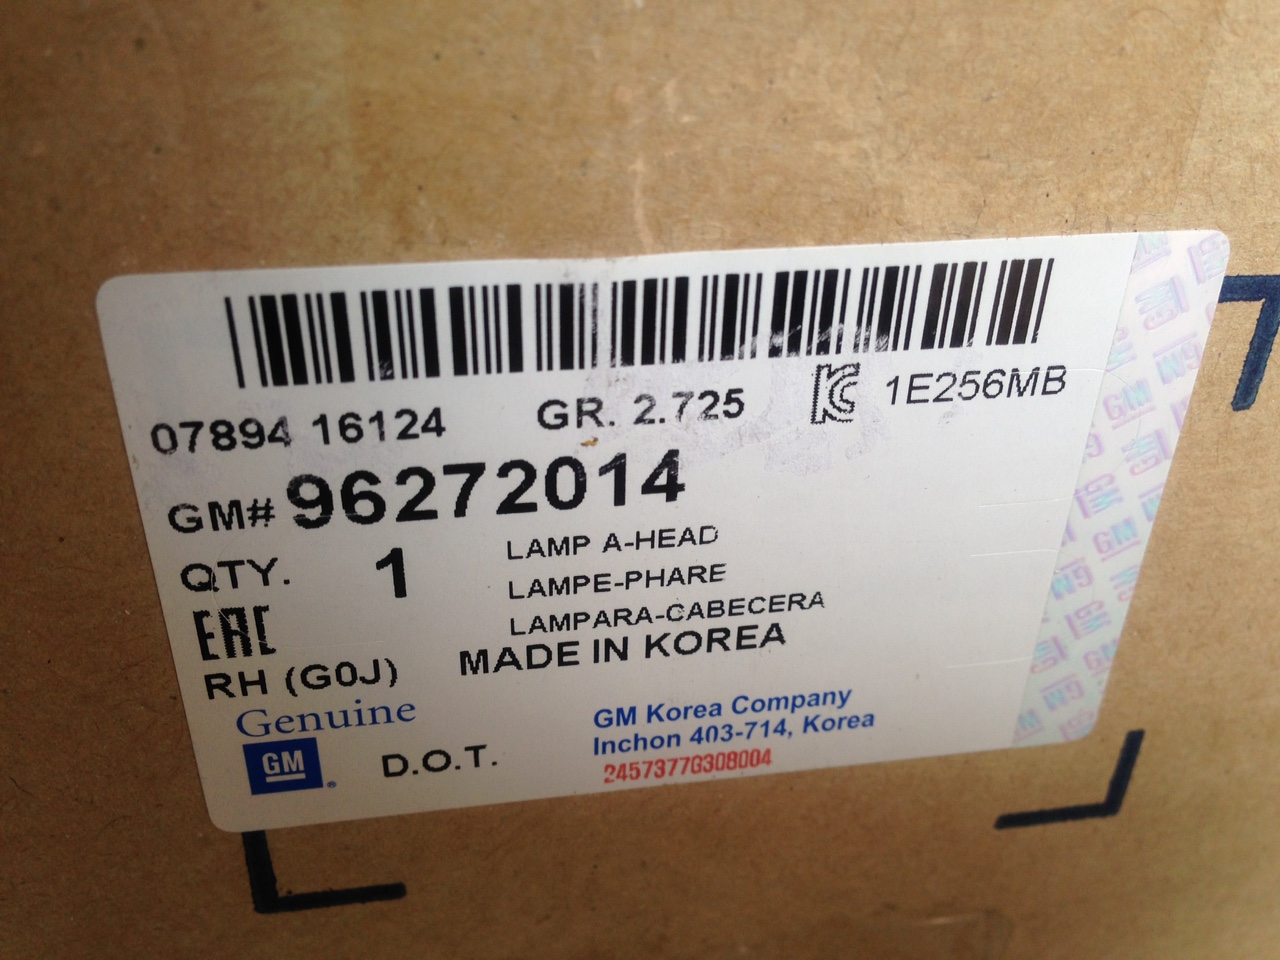 07894 16124 GR. 2.725 KC 1E256MB
GM# 96272014
QTY. 1 LAMP A-HEAD
LAMPE-PHARE
EAC LAMPARA-CABECERA
RH (G0J) MADE IN KOREA
Genuine GM Korea Company
GM D.O.T. Inchon 403-714, Korea
2457377G308004